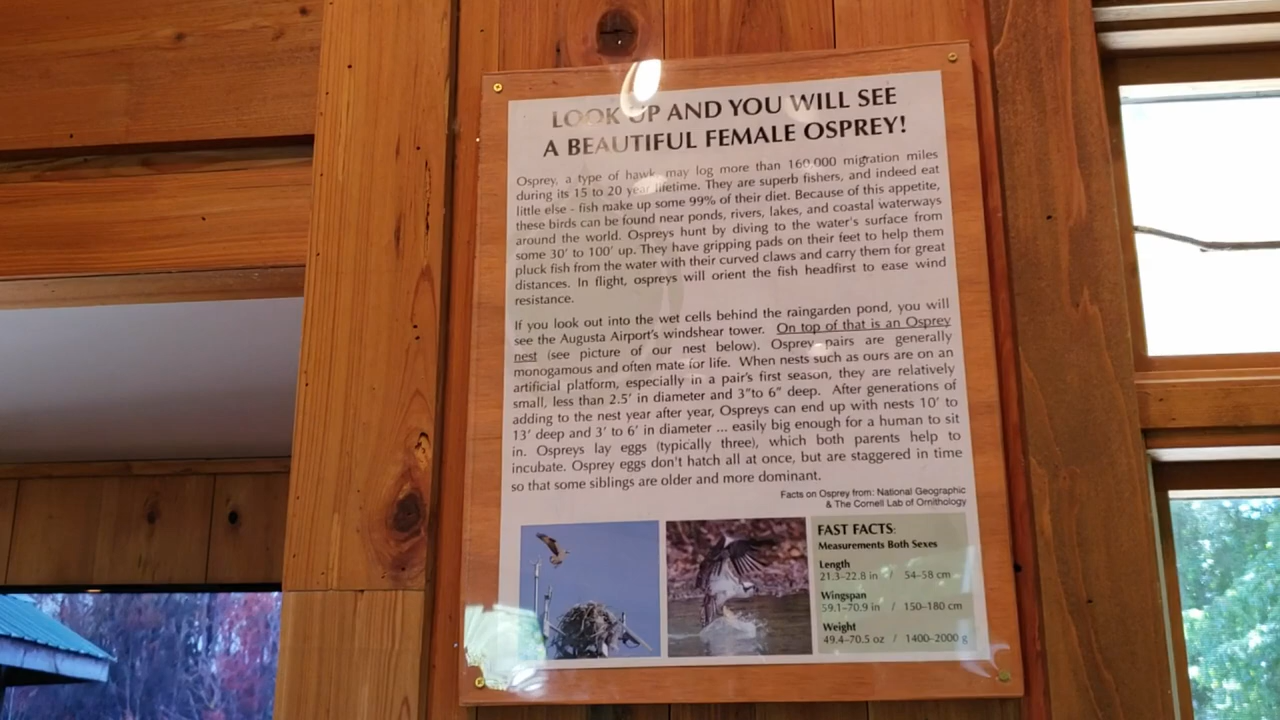 LOOK UP AND YOU WILL SEE
A BEAUTIFUL FEMALE OSPREY!
Osprey, a type of hawk, may log more than 160,000 migration miles
during its 15 to 20 year lifetime. They are superb fishers, and indeed eat
little else - fish make up some 99% of their diet. Because of this appetite,
these birds can be found near ponds, rivers, lakes, and coastal waterways
around the world. Ospreys hunt by diving to the water's surface from
some 30' to 100' up. They have gripping pads on their feet to help them
pluck fish from the water with their curved claws and carry them for great
distances. In flight, ospreys will orient the fish headfirst to ease wind
resistance.
If you look out into the wet cells behind the raingarden pond, you will
see the Augusta Airport's windshear tower. On top of that is an Osprey
nest (see picture of our nest below). Osprey pairs are generally
monogamous and often mate for life. When nests such as ours are on an
artificial platform, especially in a pair's first season, they are relatively
small, less than 2.5' in diameter and 3"to 6" deep. After generations of
adding to the nest year after year, Ospreys can end up with nests 10' to
13' deep and 3' to 6' in diameter ... easily big enough for a human to sit
in. Ospreys lay eggs (typically three), which both parents help to
incubate. Osprey eggs don't hatch all at once, but are staggered in time
so that some siblings are older and more dominant.
Facts on Osprey from: National Geographic
& The Cornell Lab of Ornithology
FAST FACTS:
Measurements Both Sexes
Length
21.3–22.8 in / 54–58 cm
Wingspan
59.1–70.9 in / 150–180 cm
Weight
49.4–70.5 oz / 1400–2000 g